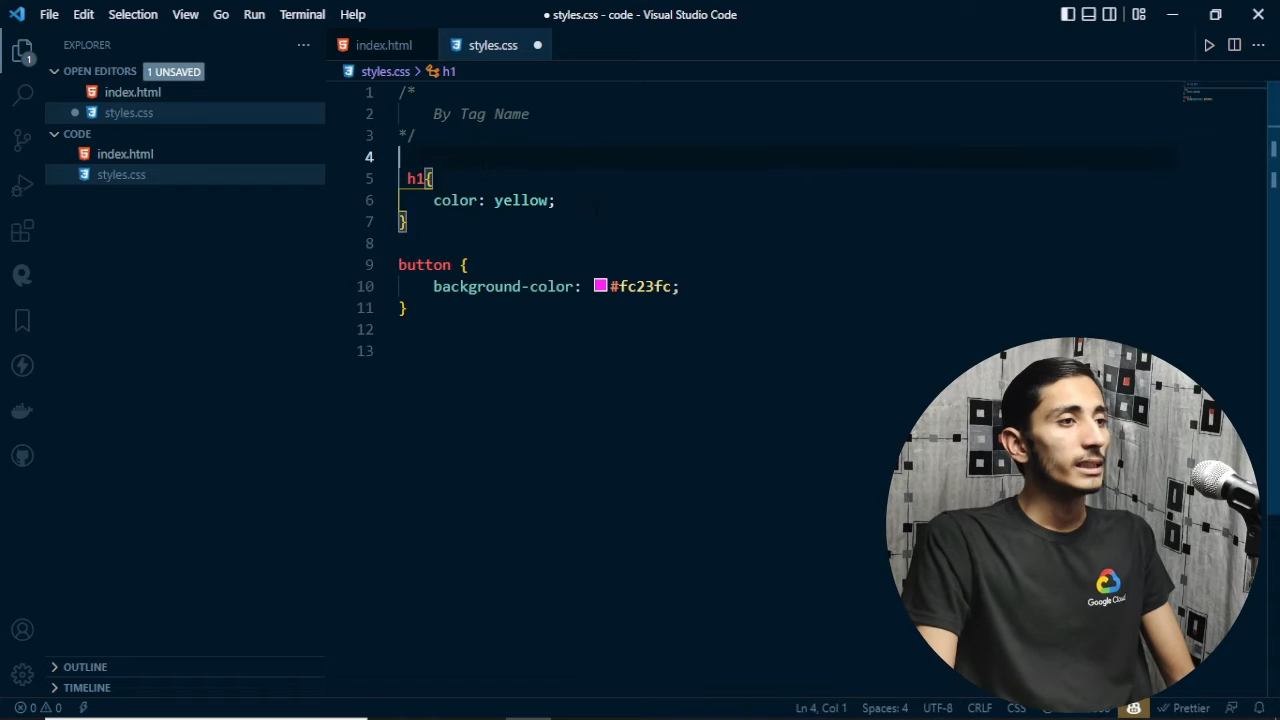 File Edit Selection View Go Run Terminal Help
● styles.css - code - Visual Studio Code
EXPLORER
index.html
styles.css
OPEN EDITORS
1 UNSAVED
index.html
styles.css
CODE
index.html
styles.css
styles.css > h1
1 /*
2 By Tag Name
3 */
4
5 h1{
6 color: yellow;
7 }
8
9 button {
10 background-color: #fc23fc;
11 }
12
13
Google Cloud
OUTLINE
TIMELINE
0 0
Ln 4, Col 1 Spaces: 4 UTF-8 CRLF CSS
Prettier
1